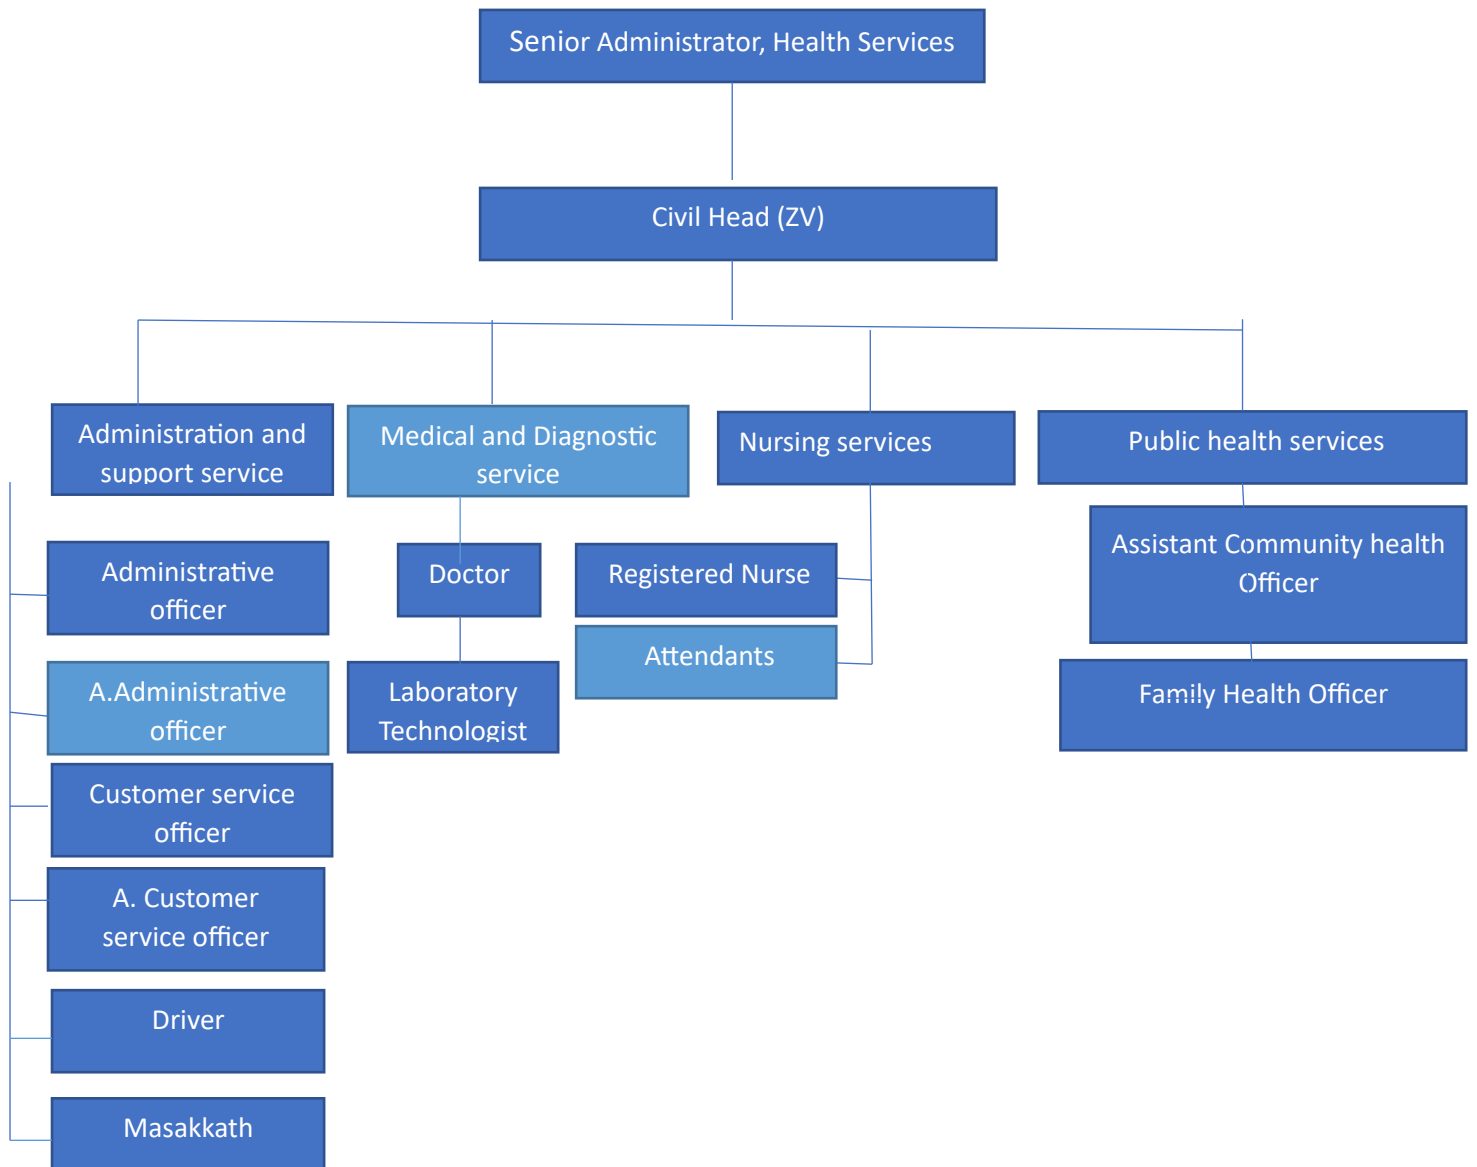 Senior Administrator, Health Services
Civil Head (ZV)
Administration and
support service
Medical and Diagnostic
service
Nursing services
Public health services
Administrative
officer
Doctor
Registered Nurse
Assistant Community health
Officer
A.Administrative
officer
Laboratory
Technologist
Attendants
Family Health Officer
Customer service
officer
A. Customer
service officer
Driver
Masakkath